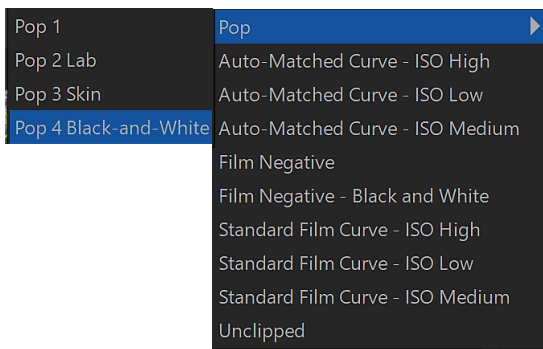 Pop 1
Pop 2 Lab
Pop 3 Skin
Pop 4 Black-and-White
Pop
Auto-Matched Curve - ISO High
Auto-Matched Curve - ISO Low
Auto-Matched Curve - ISO Medium
Film Negative
Film Negative - Black and White
Standard Film Curve - ISO High
Standard Film Curve - ISO Low
Standard Film Curve - ISO Medium
Unclipped